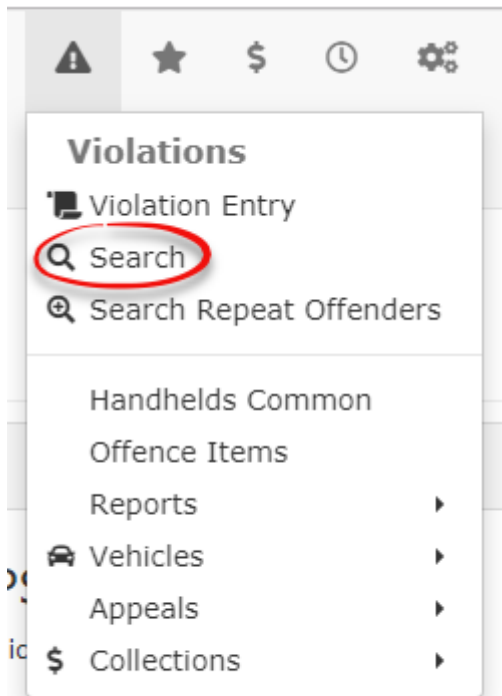 Violations
Violation Entry
Search
Search Repeat Offenders
Handhelds Common
Offence Items
Reports
Vehicles
Appeals
Collections